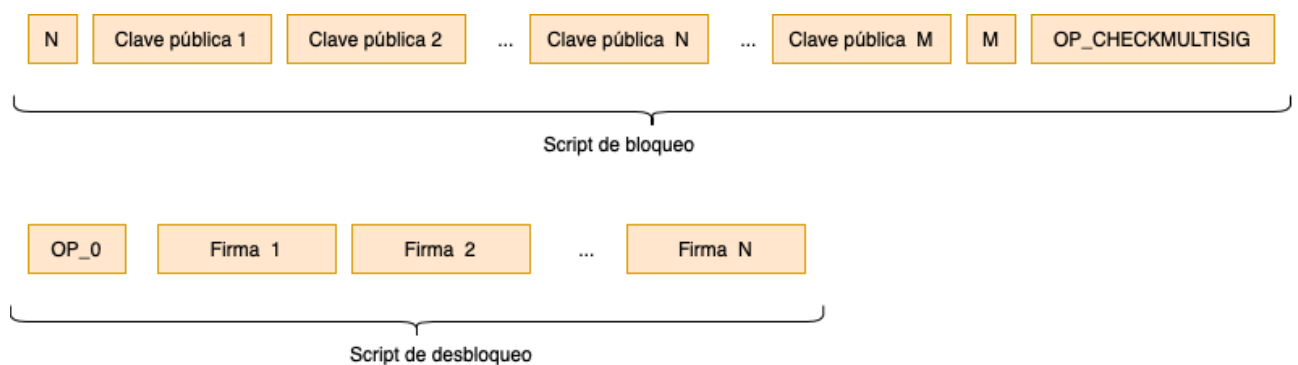 N Clave pública 1 Clave pública 2 ... Clave pública N ... Clave pública M M OP_CHECKMULTISIG
Script de bloqueo
OP_0 Firma 1 Firma 2 ... Firma N
Script de desbloqueo